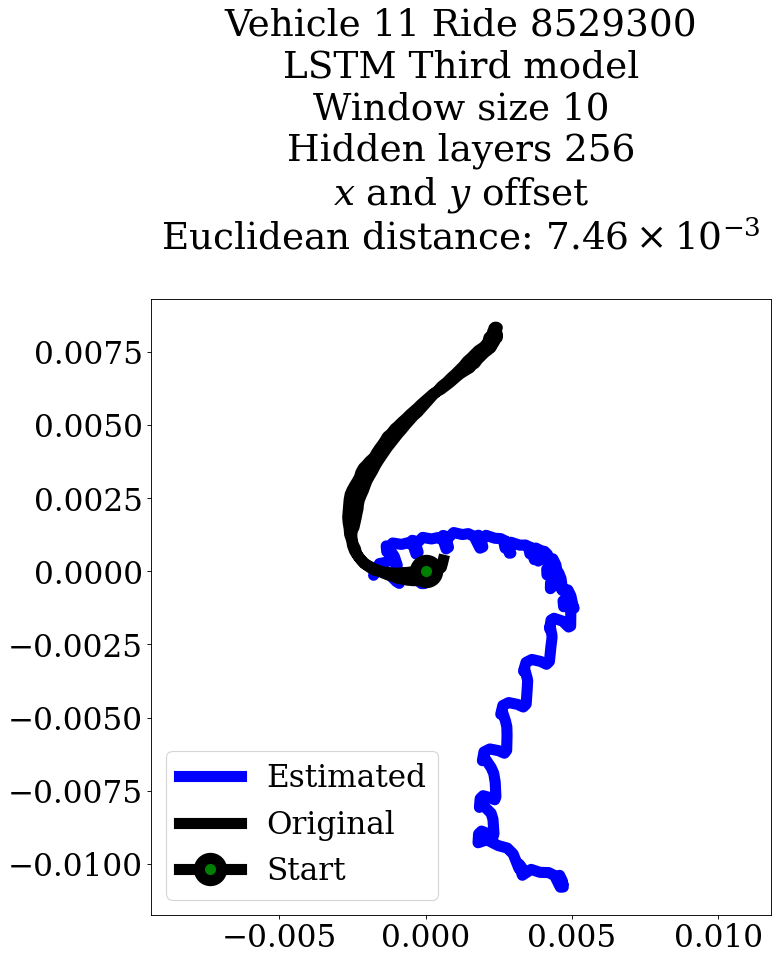 Vehicle 11 Ride 8529300
LSTM Third model
Window size 10
Hidden layers 256
x and y offset
Euclidean distance: 7.46 × 10⁻³
0.0075
0.0050
0.0025
0.0000
−0.0025
−0.0050
−0.0075
−0.0100
Estimated
Original
Start
−0.005 0.000 0.005 0.010